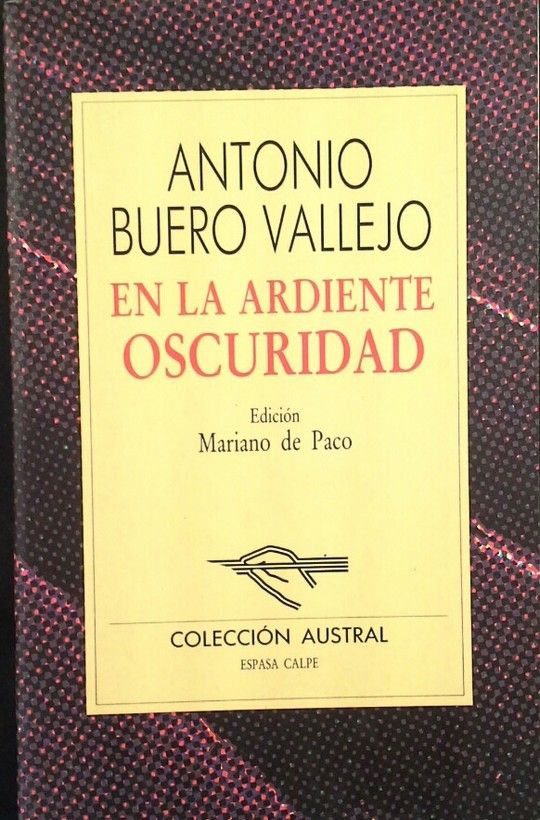 ANTONIO
BUERO VALLEJO
EN LA ARDIENTE
OSCURIDAD
Edición
Mariano de Paco
COLECCIÓN AUSTRAL
ESPASA CALPE